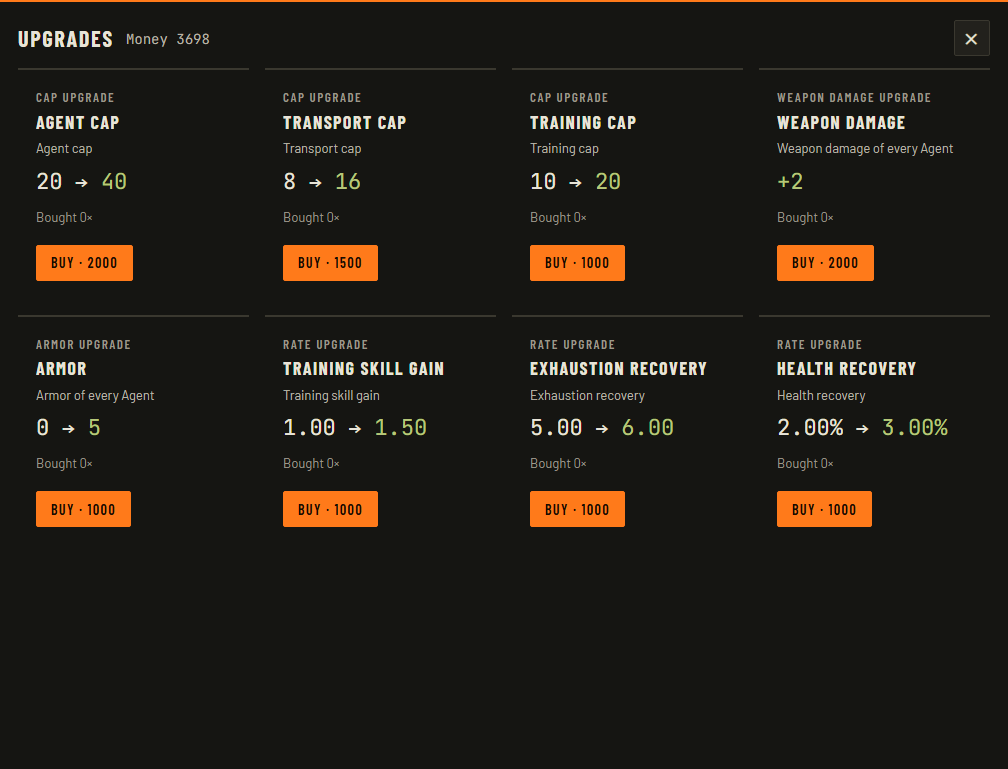 UPGRADES Money 3698 ✕
CAP UPGRADE
AGENT CAP
Agent cap
20 → 40
Bought 0×
BUY · 2000
CAP UPGRADE
TRANSPORT CAP
Transport cap
8 → 16
Bought 0×
BUY · 1500
CAP UPGRADE
TRAINING CAP
Training cap
10 → 20
Bought 0×
BUY · 1000
WEAPON DAMAGE UPGRADE
WEAPON DAMAGE
Weapon damage of every Agent
+2
Bought 0×
BUY · 2000
ARMOR UPGRADE
ARMOR
Armor of every Agent
0 → 5
Bought 0×
BUY · 1000
RATE UPGRADE
TRAINING SKILL GAIN
Training skill gain
1.00 → 1.50
Bought 0×
BUY · 1000
RATE UPGRADE
EXHAUSTION RECOVERY
Exhaustion recovery
5.00 → 6.00
Bought 0×
BUY · 1000
RATE UPGRADE
HEALTH RECOVERY
Health recovery
2.00% → 3.00%
Bought 0×
BUY · 1000